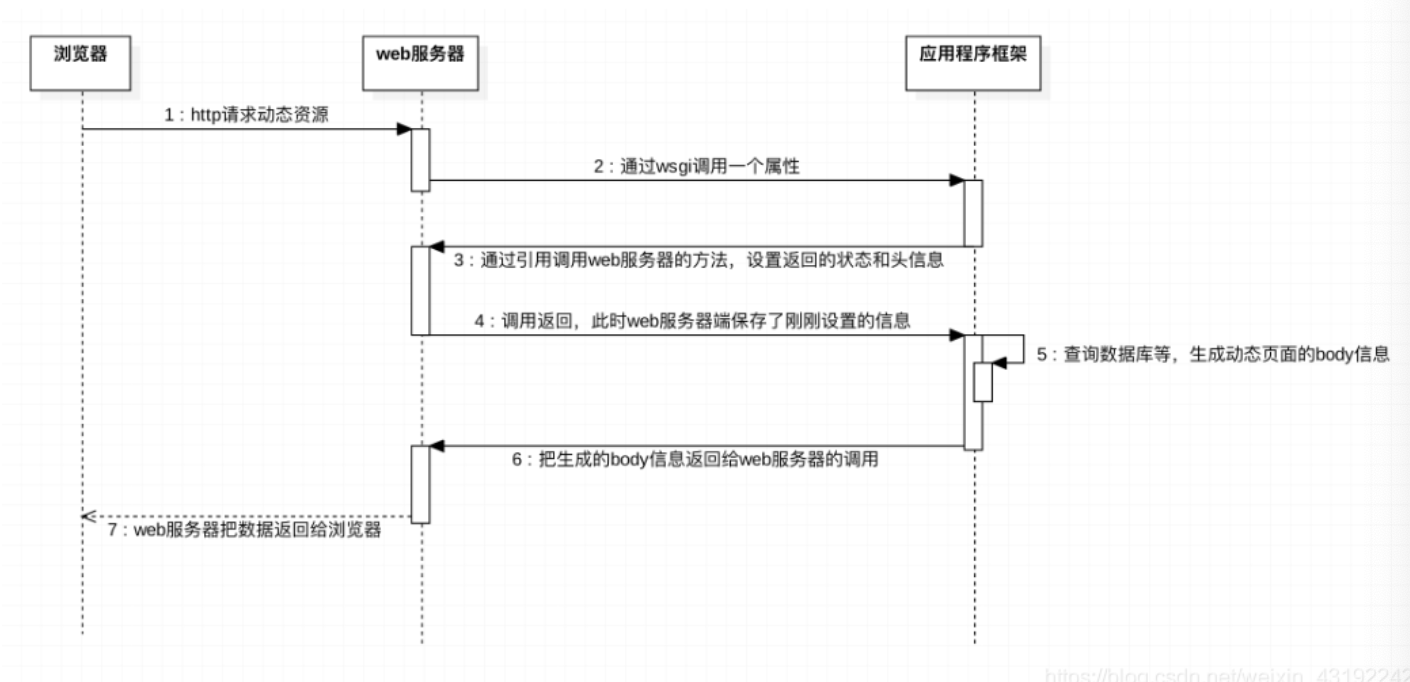 浏览器
web服务器
应用程序框架
1：http请求动态资源
2：通过wsgi调用一个属性
3：通过引用调用web服务器的方法，设置返回的状态和头信息
4：调用返回，此时web服务器端保存了刚刚设置的信息
5：查询数据库等，生成动态页面的body信息
6：把生成的body信息返回给web服务器的调用
7：web服务器把数据返回给浏览器
https://blog.csdn.net/weixin_43192242